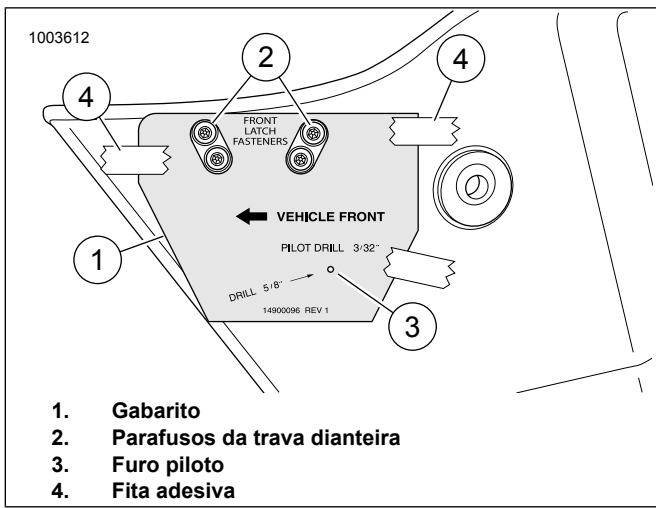 1003612
2
4
4
FRONT
LATCH
FASTENERS
VEHICLE FRONT
1
PILOT DRILL 3/32"
DRILL 5/8"
3
14900096 REV 1
1. Gabarito
2. Parafusos da trava dianteira
3. Furo piloto
4. Fita adesiva